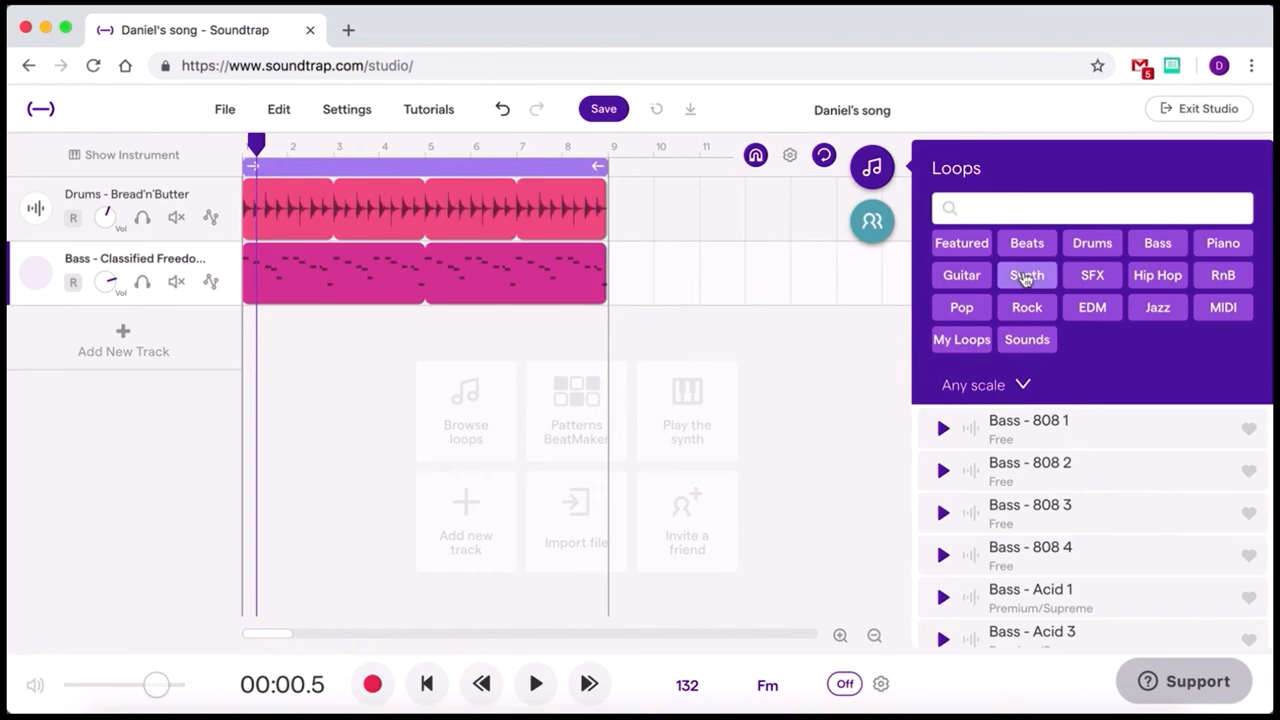 Daniel's song - Soundtrap
https://www.soundtrap.com/studio/
5
D
File Edit Settings Tutorials Save Daniel's song Exit Studio
Show Instrument
2 3 4 5 6 7 8 9 10 11
Drums - Bread'n'Butter
R Vol
Bass - Classified Freedo...
R Vol
Add New Track
Browse loops
Patterns BeatMaker
Play the synth
Add new track
Import file
Invite a friend
Loops
Featured Beats Drums Bass Piano
Guitar Synth SFX Hip Hop RnB
Pop Rock EDM Jazz MIDI
My Loops Sounds
Any scale
Bass - 808 1
Free
Bass - 808 2
Free
Bass - 808 3
Free
Bass - 808 4
Free
Bass - Acid 1
Premium/Supreme
Bass - Acid 3
00:00.5 132 Fm Off Support